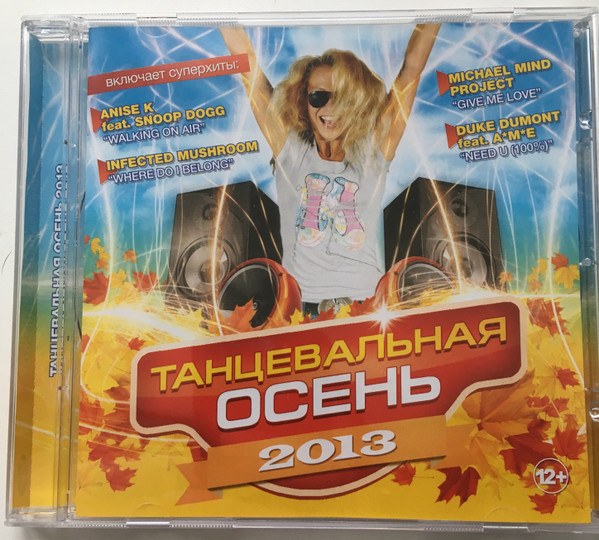 включает суперхиты:
ANISE K.
feat. SNOOP DOGG
"WALKING ON AIR"
INFECTED MUSHROOM
"WHERE DO I BELONG"
MICHAEL MIND
PROJECT
"GIVE ME LOVE"
DUKE DUMONT
feat. A*M*E
"NEED U (100%)"
ТАНЦЕВАЛЬНАЯ
ОСЕНЬ
2013
12+
ТАНЦЕВАЛЬНАЯ ОСЕНЬ 2013